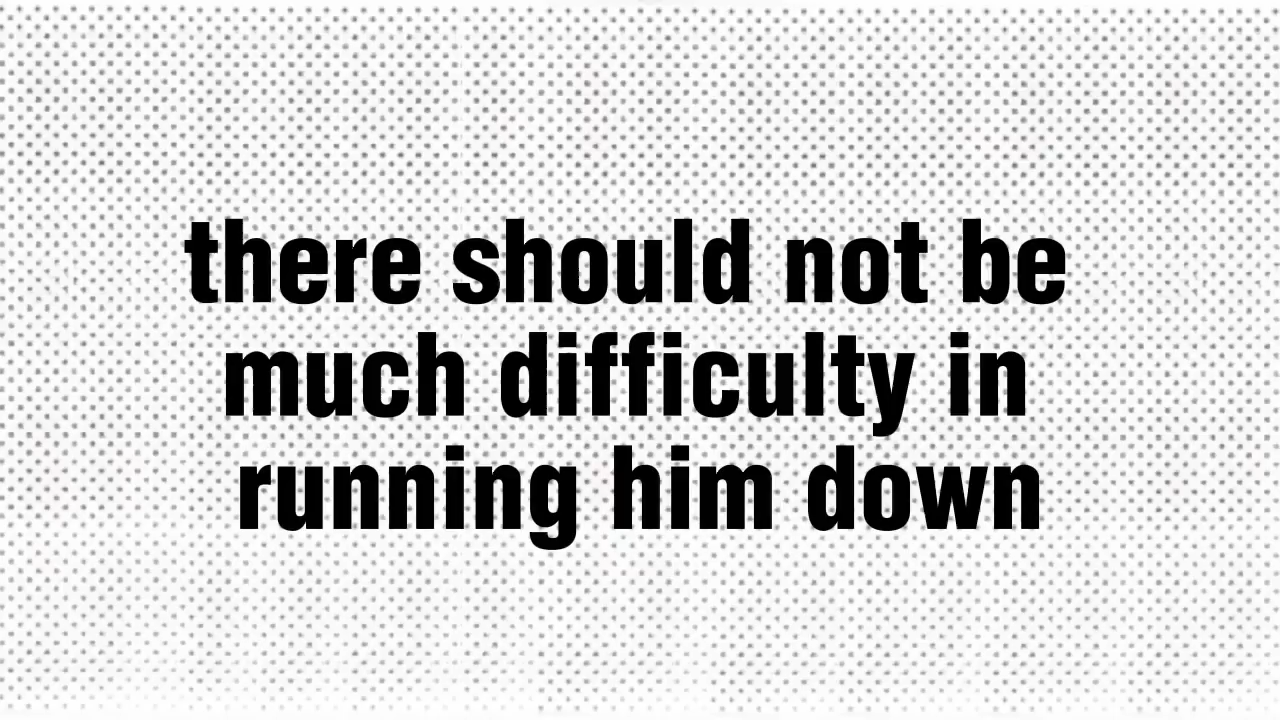 there should not be
much difficulty in
running him down